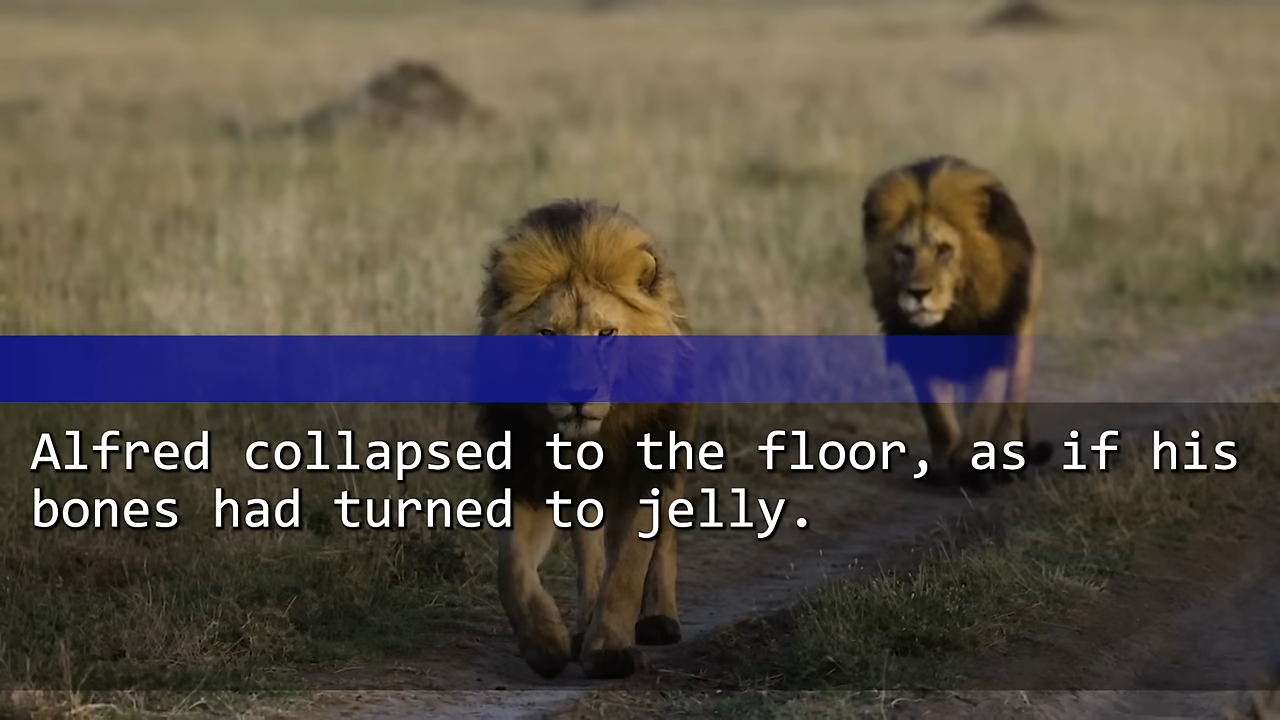 Alfred collapsed to the floor, as if his
bones had turned to jelly.